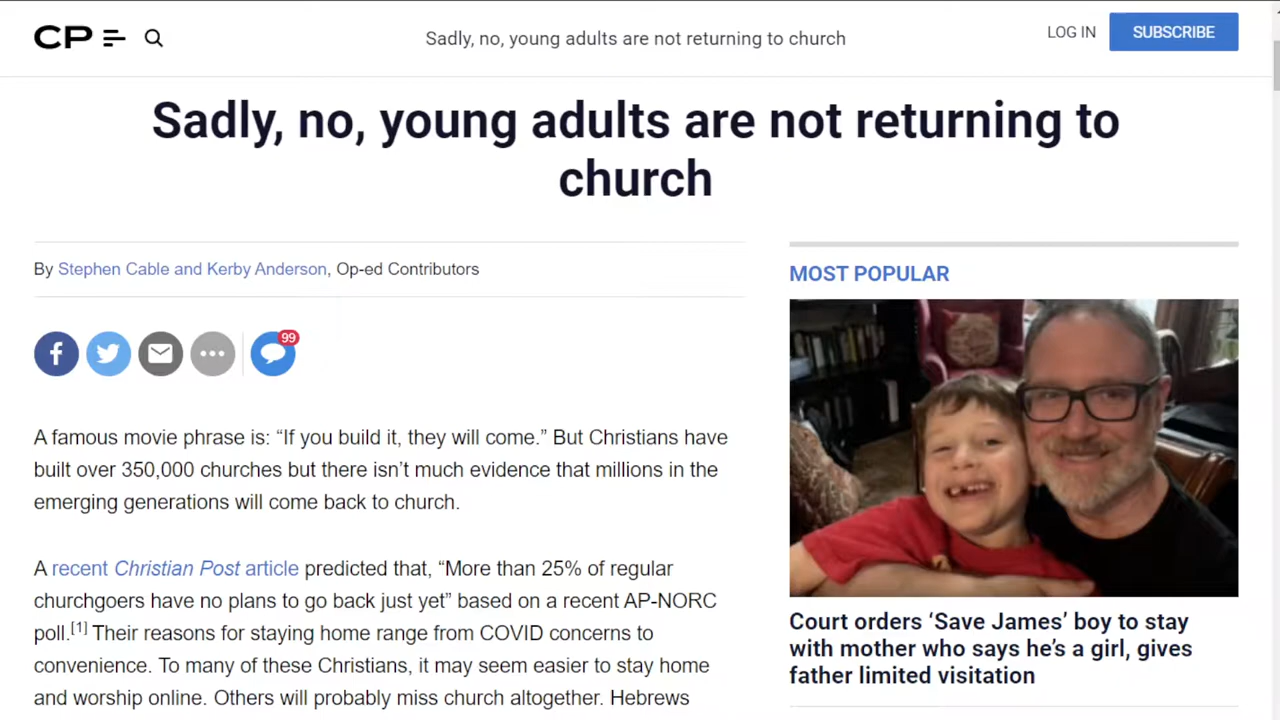 CP
Sadly, no, young adults are not returning to church
LOG IN
SUBSCRIBE
Sadly, no, young adults are not returning to
church
By Stephen Cable and Kerby Anderson, Op-ed Contributors
99
A famous movie phrase is: “If you build it, they will come.” But Christians have
built over 350,000 churches but there isn’t much evidence that millions in the
emerging generations will come back to church.
A recent Christian Post article predicted that, “More than 25% of regular
churchgoers have no plans to go back just yet” based on a recent AP-NORC
poll.[1] Their reasons for staying home range from COVID concerns to
convenience. To many of these Christians, it may seem easier to stay home
and worship online. Others will probably miss church altogether. Hebrews
MOST POPULAR
Court orders ‘Save James’ boy to stay
with mother who says he’s a girl, gives
father limited visitation